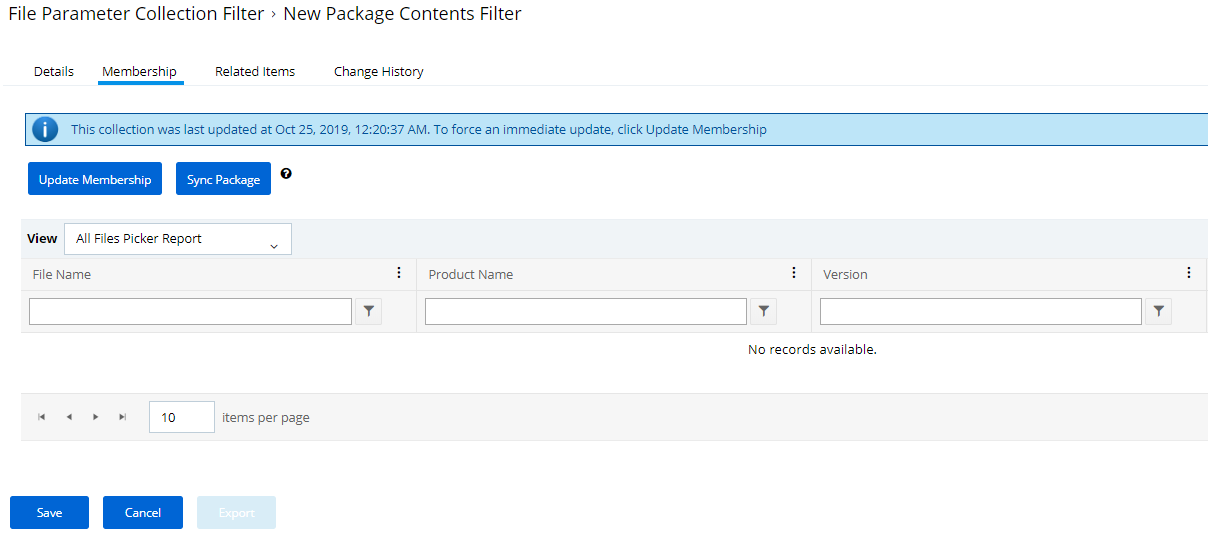 File Parameter Collection Filter › New Package Contents Filter
Details Membership Related Items Change History
This collection was last updated at Oct 25, 2019, 12:20:37 AM. To force an immediate update, click Update Membership
Update Membership Sync Package ?
View All Files Picker Report
File Name Product Name Version
No records available.
10 items per page
Save Cancel Export